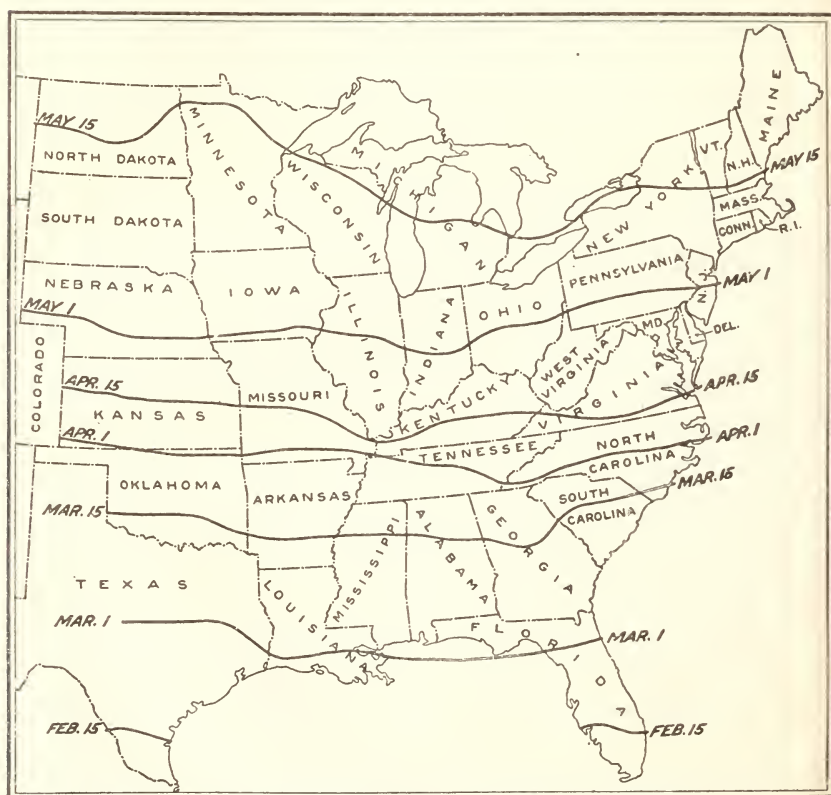 MAINE
MAY 15
MINNESOTA
VT.
N.H.
MAY 15
NORTH DAKOTA
WISCONSIN
MICHIGAN
NEW YORK
MASS.
CONN.
R.I.
SOUTH DAKOTA
NEBRASKA
IOWA
PENNSYLVANIA
MAY 1
MAY 1
ILLINOIS
INDIANA
OHIO
N.J.
MD.
DEL.
COLORADO
WEST VIRGINIA
APR. 15
MISSOURI
KENTUCKY
VIRGINIA
APR. 15
KANSAS
APR. 1
TENNESSEE
NORTH CAROLINA
APR. 1
OKLAHOMA
ARKANSAS
MAR. 15
MAR. 15
SOUTH CAROLINA
MISSISSIPPI
ALABAMA
GEORGIA
TEXAS
LOUISIANA
MAR. 1
FLORIDA
MAR. 1
FEB. 15
FEB. 15